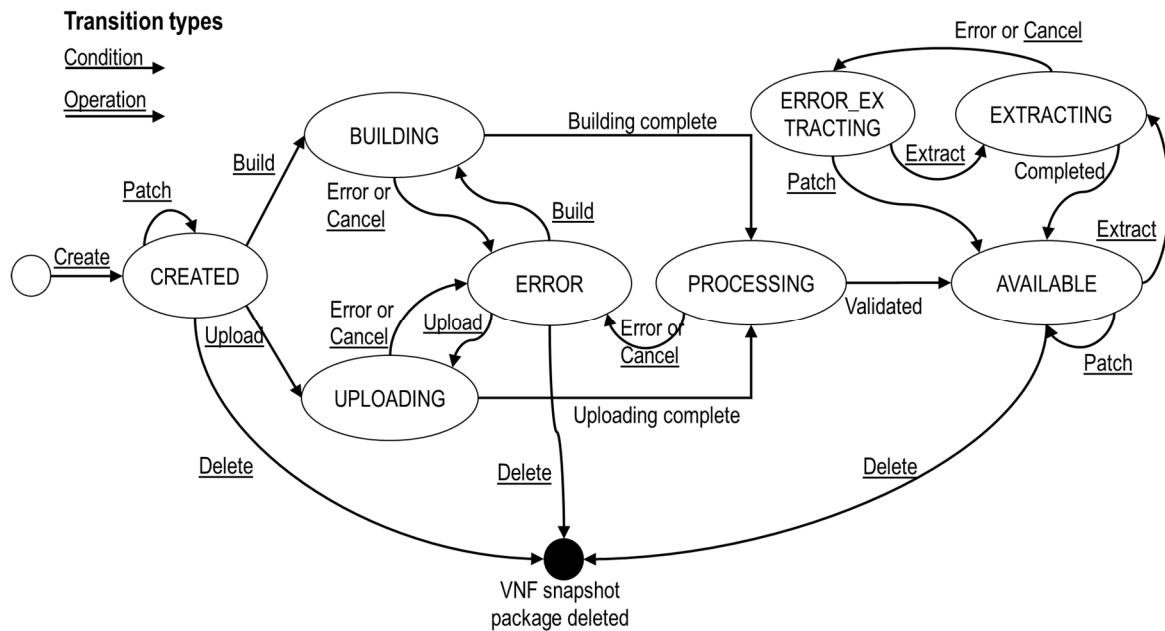 Transition types
Condition
Operation
Error or Cancel
BUILDING
Building complete
ERROR_EX
TRACTING
EXTRACTING
Build
Error or
Cancel
Extract
Completed
Patch
Patch
Build
Extract
Create
CREATED
ERROR
PROCESSING
AVAILABLE
Upload
Error or
Cancel
Upload
Error or
Cancel
Validated
Patch
UPLOADING
Uploading complete
Delete
Delete
Delete
VNF snapshot
package deleted